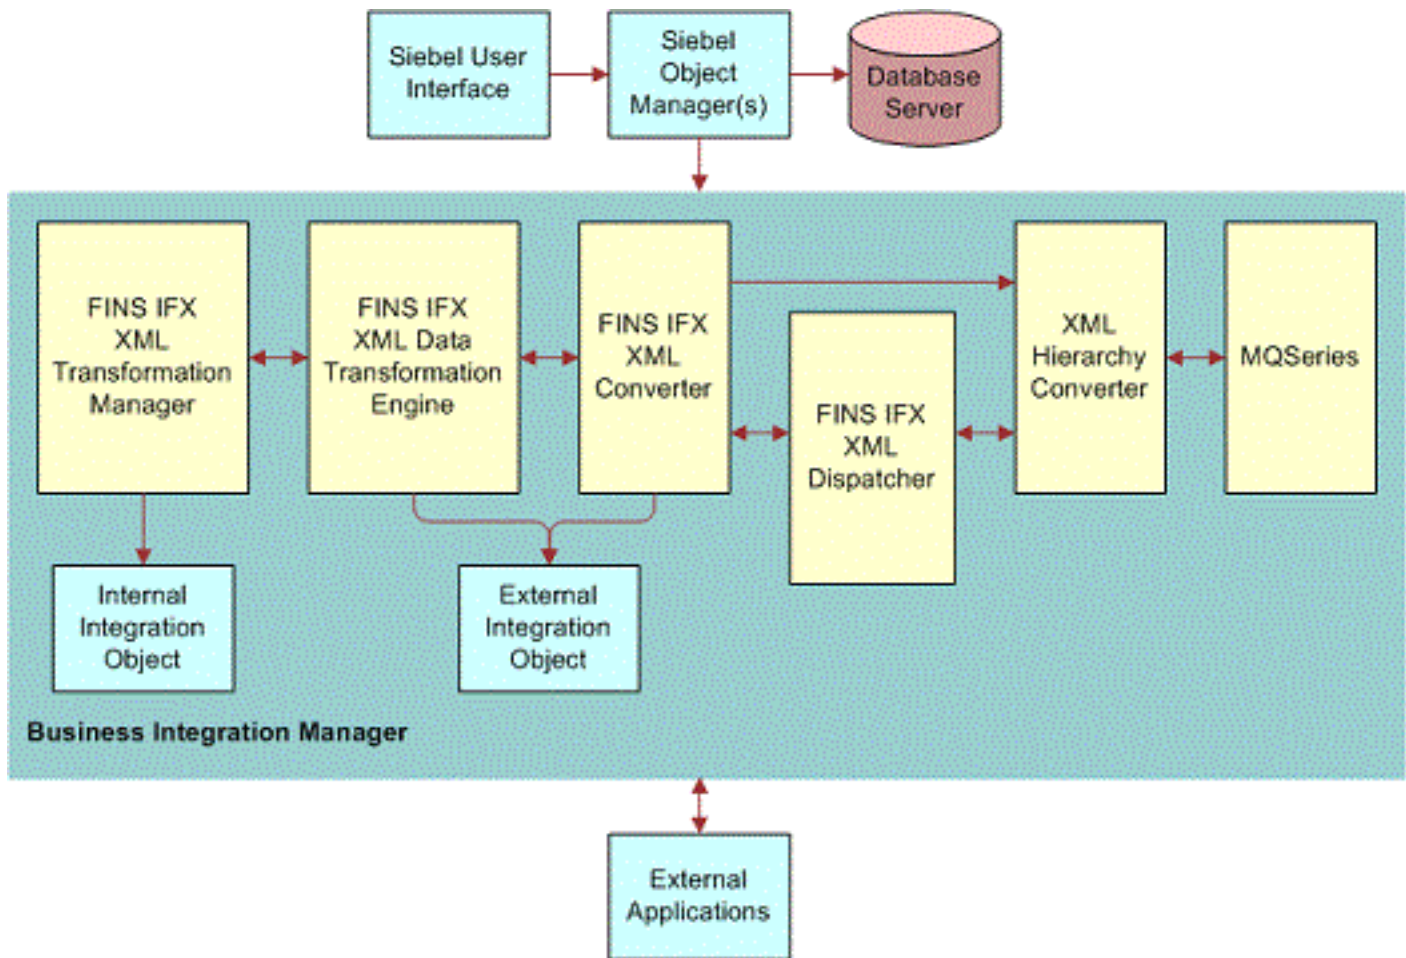 Siebel User
Interface
Siebel
Object
Manager(s)
Database
Server
FINS IFX
XML
Transformation
Manager
FINS IFX
XML Data
Transformation
Engine
FINS IFX
XML
Converter
FINS IFX
XML
Dispatcher
XML
Hierarchy
Converter
MQSeries
Internal
Integration
Object
External
Integration
Object
Business Integration Manager
External
Applications